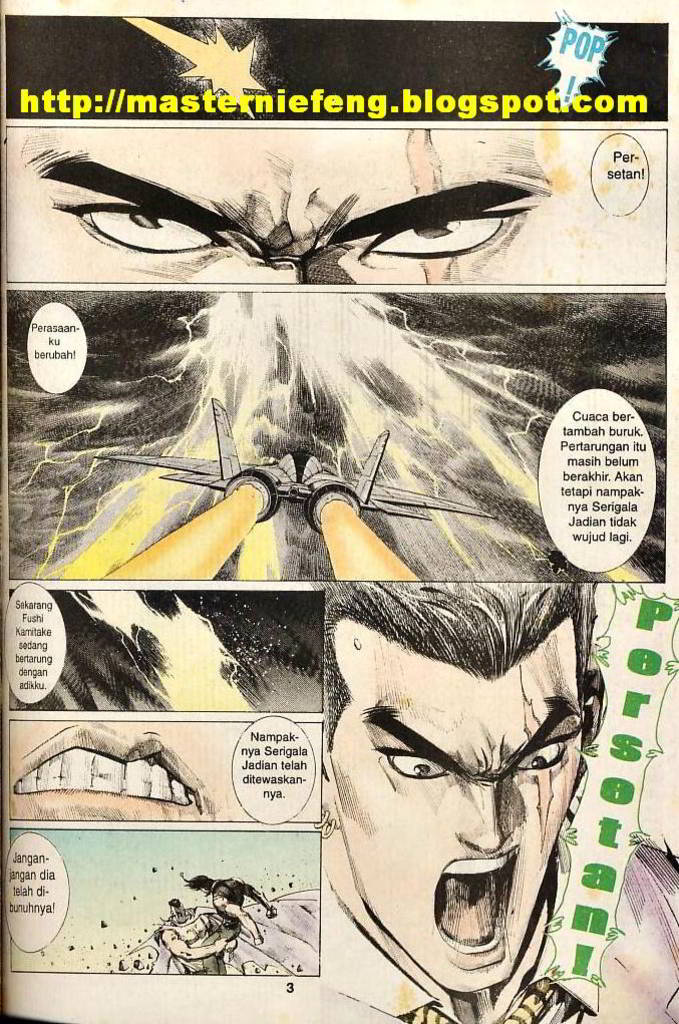 POP
!
http://masterniefeng.blogspot.com
Per-
setan!
Perasaan-
ku
berubah!
Cuaca ber-
tambah buruk.
Pertarungan itu
masih belum
berakhir. Akan
tetapi nampak-
nya Serigala
Jadian tidak
wujud lagi.
Sekarang
Fushi
Kamitake
sedang
bertarung
dengan
adikku.
Nampak-
nya Serigala
Jadian telah
ditewaskan-
nya.
Jangan-
jangan dia
telah di-
bunuhnya!
Persetan!
3